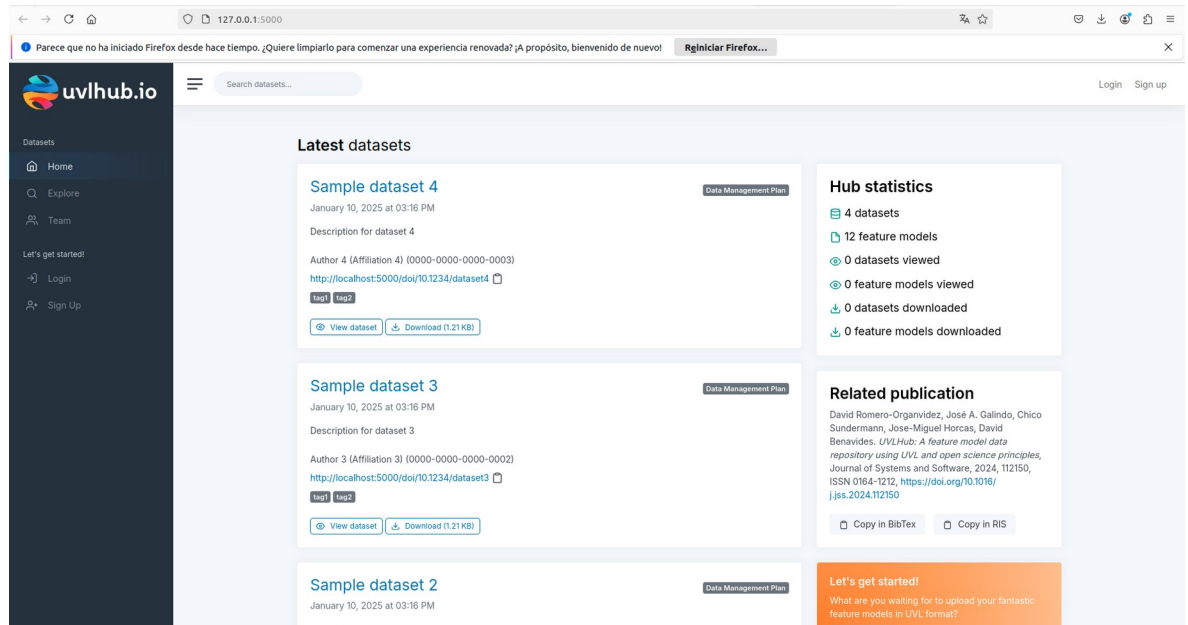 127.0.0.1:5000
Parece que no ha iniciado Firefox desde hace tiempo. ¿Quiere limpiarlo para comenzar una experiencia renovada? ¡A propósito, bienvenido de nuevo!
Reiniciar Firefox...
uvlhub.io
Search datasets...
Login
Sign up
Datasets
Home
Explore
Team
Let's get started!
Login
Sign Up
Latest datasets
Sample dataset 4
Data Management Plan
January 10, 2025 at 03:16 PM
Description for dataset 4
Author 4 (Affiliation 4) (0000-0000-0000-0003)
http://localhost:5000/doi/10.1234/dataset4
tag1 tag2
View dataset
Download (1.21 KB)
Sample dataset 3
Data Management Plan
January 10, 2025 at 03:16 PM
Description for dataset 3
Author 3 (Affiliation 3) (0000-0000-0000-0002)
http://localhost:5000/doi/10.1234/dataset3
tag1 tag2
View dataset
Download (1.21 KB)
Sample dataset 2
Data Management Plan
January 10, 2025 at 03:16 PM
Hub statistics
4 datasets
12 feature models
0 datasets viewed
0 feature models viewed
0 datasets downloaded
0 feature models downloaded
Related publication
David Romero-Organvidez, José A. Galindo, Chico
Sundermann, Jose-Miguel Horcas, David
Benavides. UVLHub: A feature model data
repository using UVL and open science principles,
Journal of Systems and Software, 2024, 112150,
ISSN 0164-1212, https://doi.org/10.1016/
j.jss.2024.112150
Copy in BibTex
Copy in RIS
Let's get started!
What are you waiting for to upload your fantastic
feature models in UVL format?